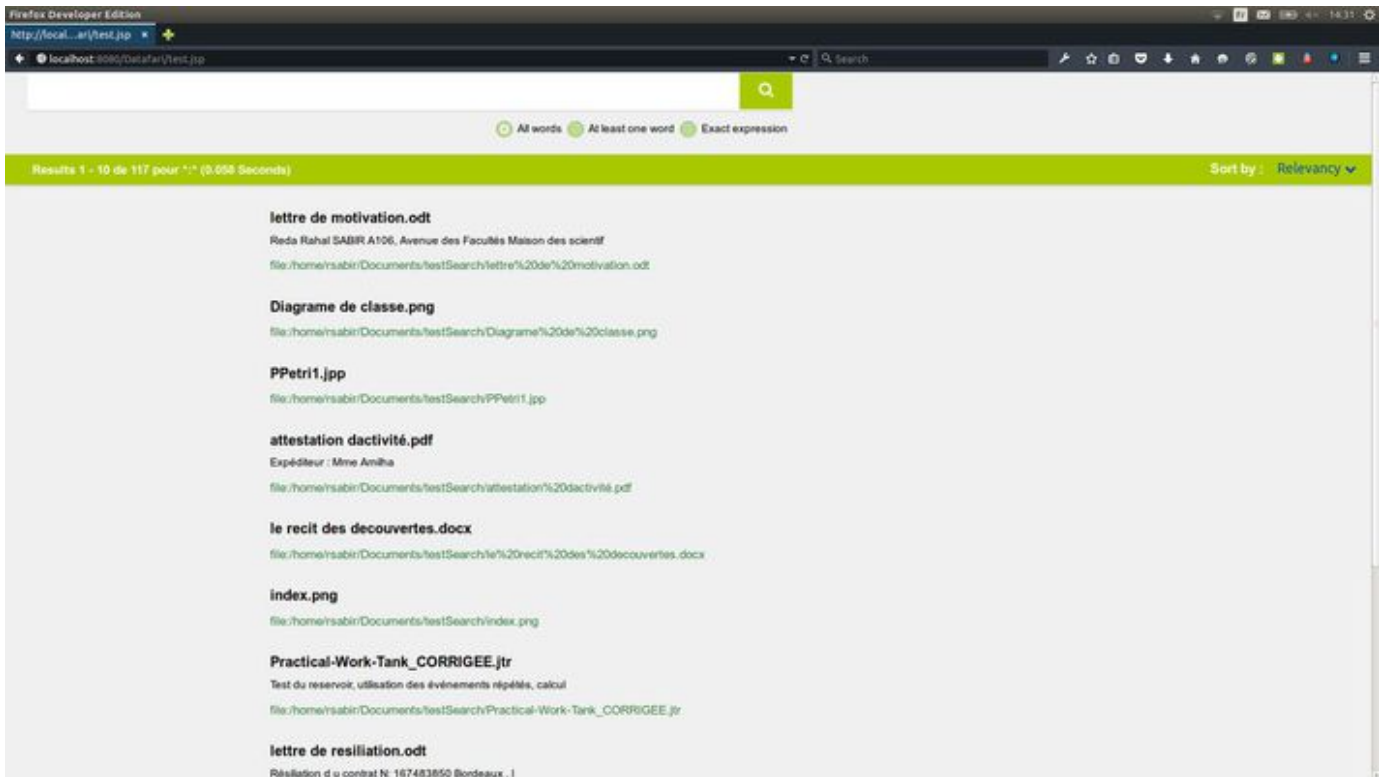 Firefox Developer Edition
14:31
http://local...ari/test.jsp
localhost:8080/Datafari/test.jsp
Search
All words At least one word Exact expression
Results 1 - 10 de 117 pour *:* (0.058 Seconds)
Sort by : Relevancy
lettre de motivation.odt
Reda Rahal SABIR A106, Avenue des Facultés Maison des scientif
file:/home/rsabir/Documents/testSearch/lettre%20de%20motivation.odt
Diagrame de classe.png
file:/home/rsabir/Documents/testSearch/Diagrame%20de%20classe.png
PPetri1.jpp
file:/home/rsabir/Documents/testSearch/PPetri1.jpp
attestation dactivité.pdf
Expéditeur : Mme Amilha
file:/home/rsabir/Documents/testSearch/attestation%20dactivité.pdf
le recit des decouvertes.docx
file:/home/rsabir/Documents/testSearch/le%20recit%20des%20decouvertes.docx
index.png
file:/home/rsabir/Documents/testSearch/index.png
Practical-Work-Tank_CORRIGEE.jtr
Test du reservoir, utilisation des événements répétés, calcul
file:/home/rsabir/Documents/testSearch/Practical-Work-Tank_CORRIGEE.jtr
lettre de resiliation.odt
Résiliation d u contrat N: 167483850 Bordeaux , l